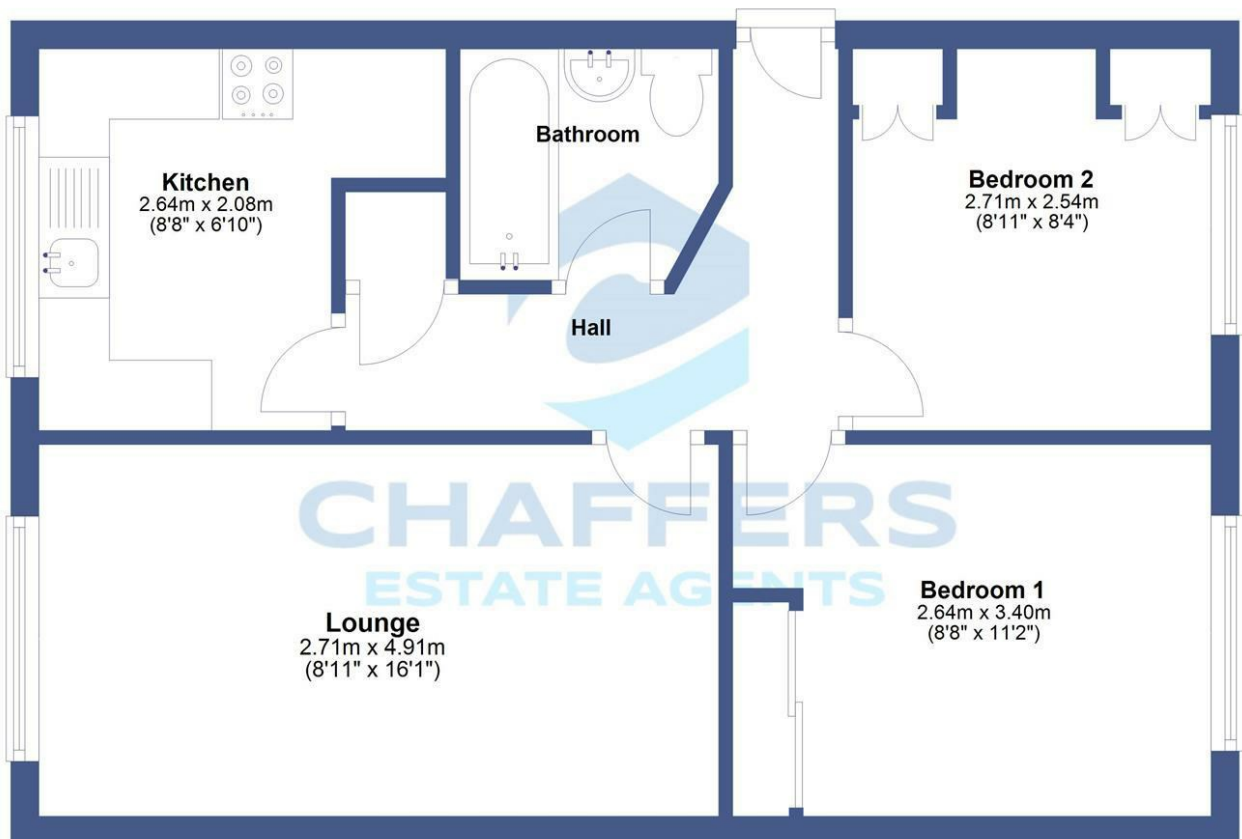 Kitchen
2.64m x 2.08m
(8'8" x 6'10")
Bathroom
Bedroom 2
2.71m x 2.54m
(8'11" x 8'4")
Hall
CHAFFERS
ESTATE AGENTS
Lounge
2.71m x 4.91m
(8'11" x 16'1")
Bedroom 1
2.64m x 3.40m
(8'8" x 11'2")